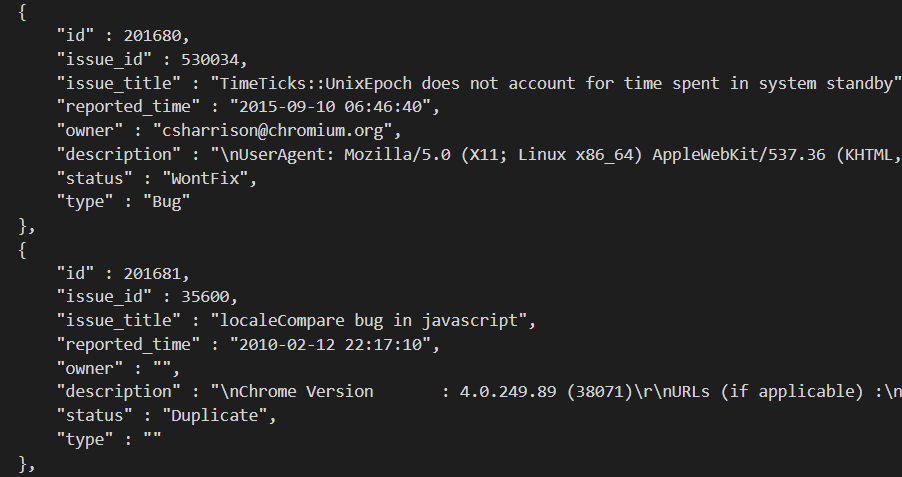 {
"id" : 201680,
"issue_id" : 530034,
"issue_title" : "TimeTicks::UnixEpoch does not account for time spent in system standby"
"reported_time" : "2015-09-10 06:46:40",
"owner" : "csharrison@chromium.org",
"description" : "\nUserAgent: Mozilla/5.0 (X11; Linux x86_64) AppleWebKit/537.36 (KHTML,
"status" : "WontFix",
"type" : "Bug"
},
{
"id" : 201681,
"issue_id" : 35600,
"issue_title" : "localeCompare bug in javascript",
"reported_time" : "2010-02-12 22:17:10",
"owner" : "",
"description" : "\nChrome Version       : 4.0.249.89 (38071)\r\nURLs (if applicable) :\n
"status" : "Duplicate",
"type" : ""
},